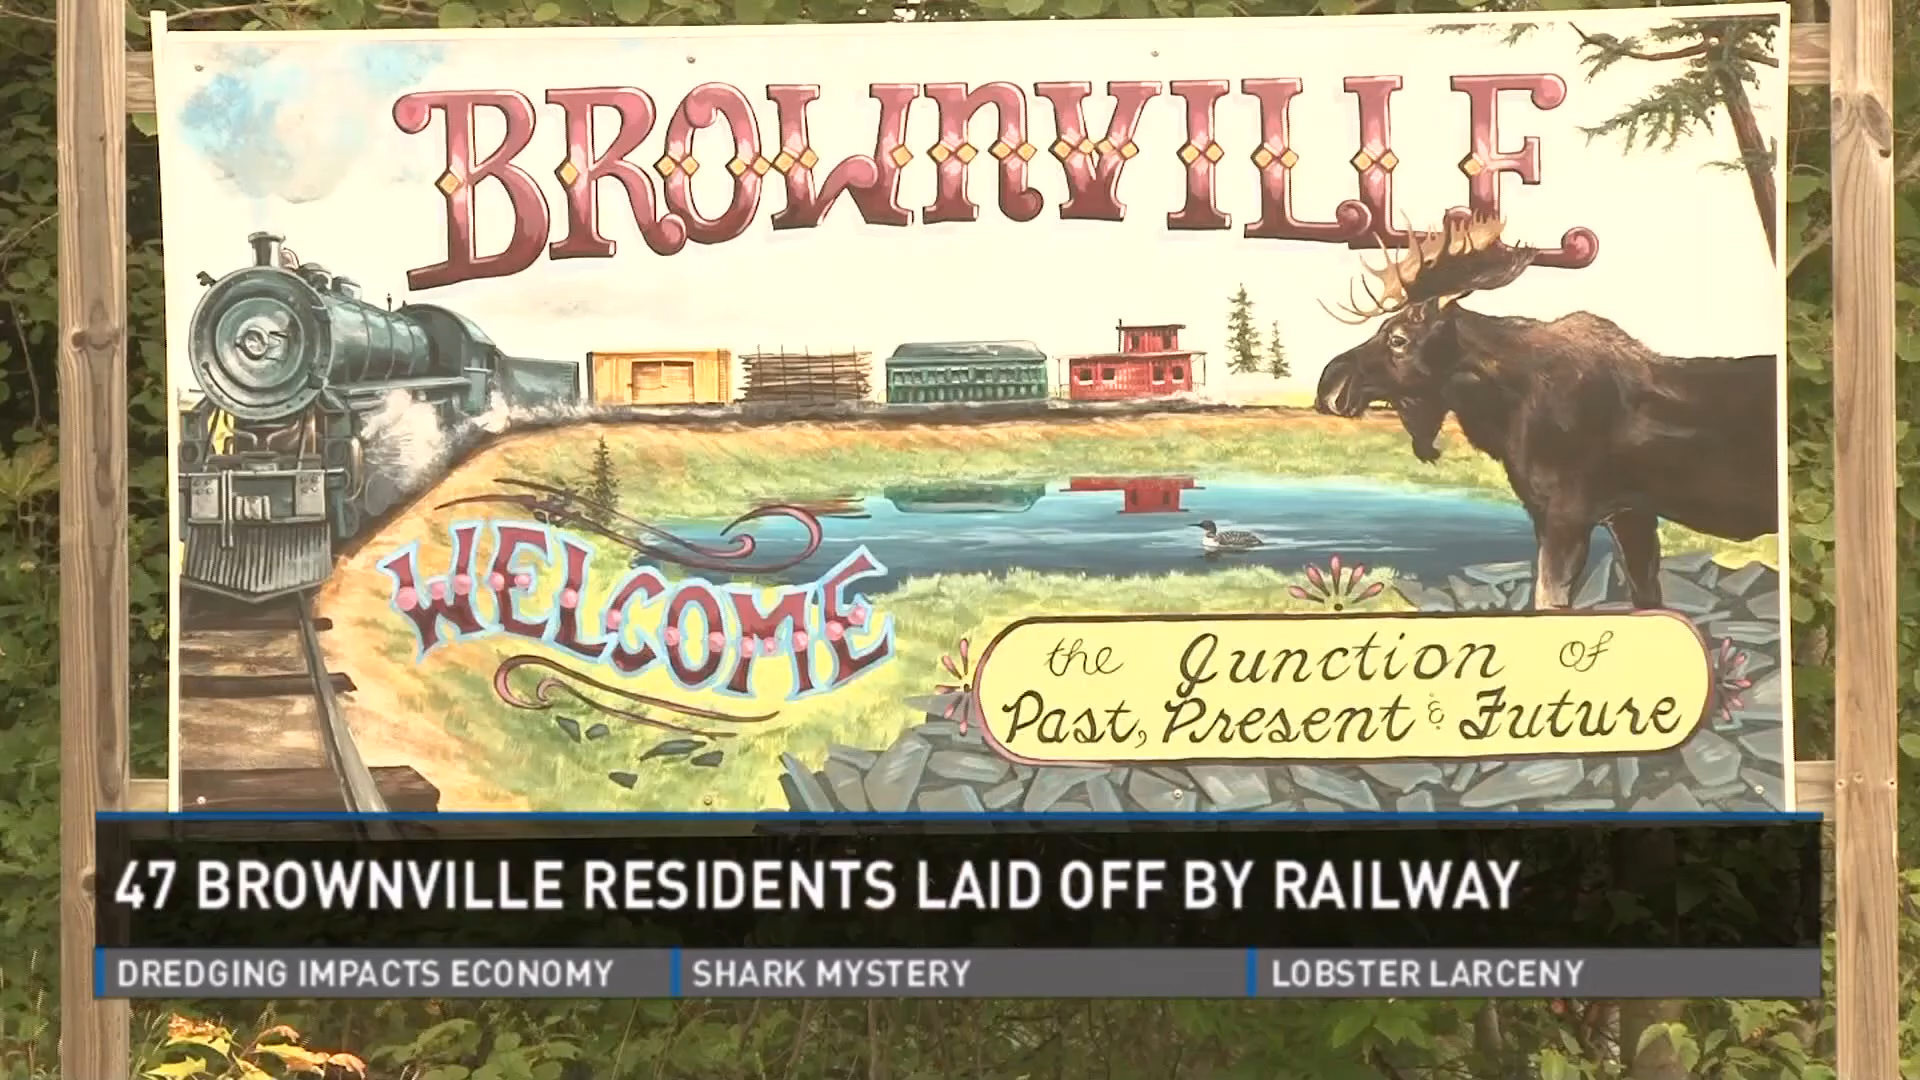 BROWNVILLE
WELCOME
the Junction of
Past, Present & Future
47 BROWNVILLE RESIDENTS LAID OFF BY RAILWAY
DREDGING IMPACTS ECONOMY
SHARK MYSTERY
LOBSTER LARCENY